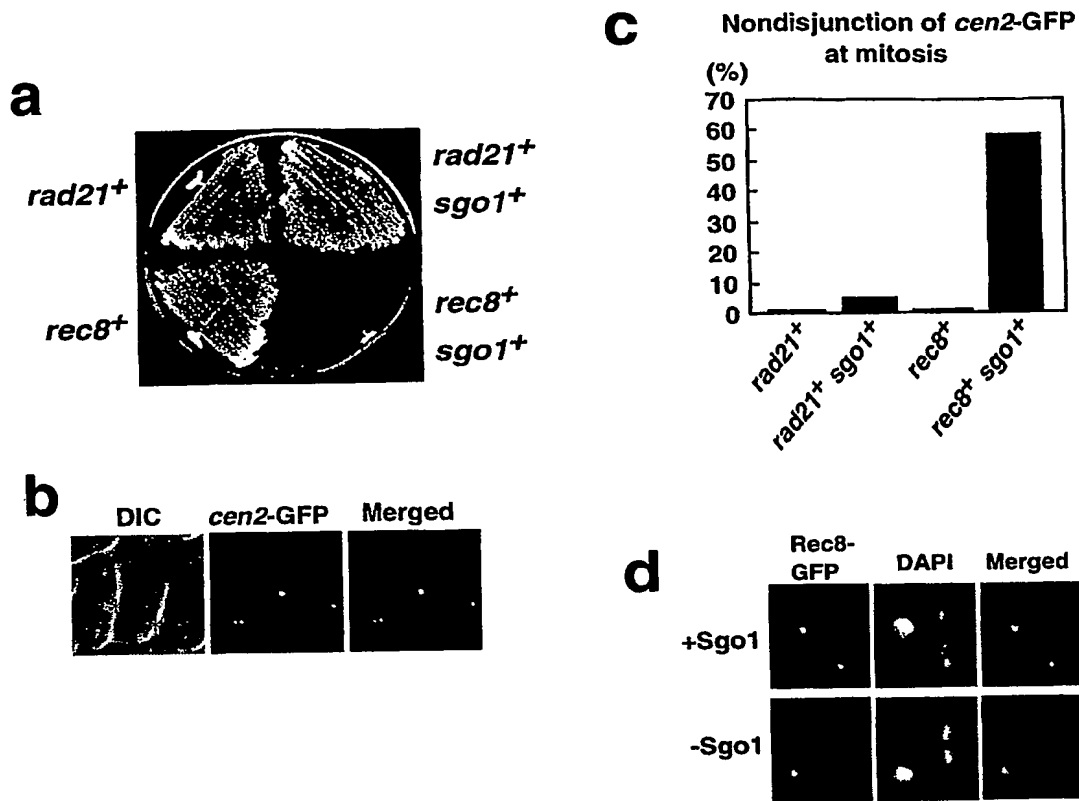 a
rad21+
rad21+
sgo1+
rec8+
rec8+
sgo1+
b
DIC
cen2-GFP
Merged
c
Nondisjunction of cen2-GFP
at mitosis
(%)
70
60
50
40
30
20
10
0
rad21+
rad21+ sgo1+
rec8+
rec8+ sgo1+
d
Rec8-
GFP
DAPI
Merged
+Sgo1
-Sgo1